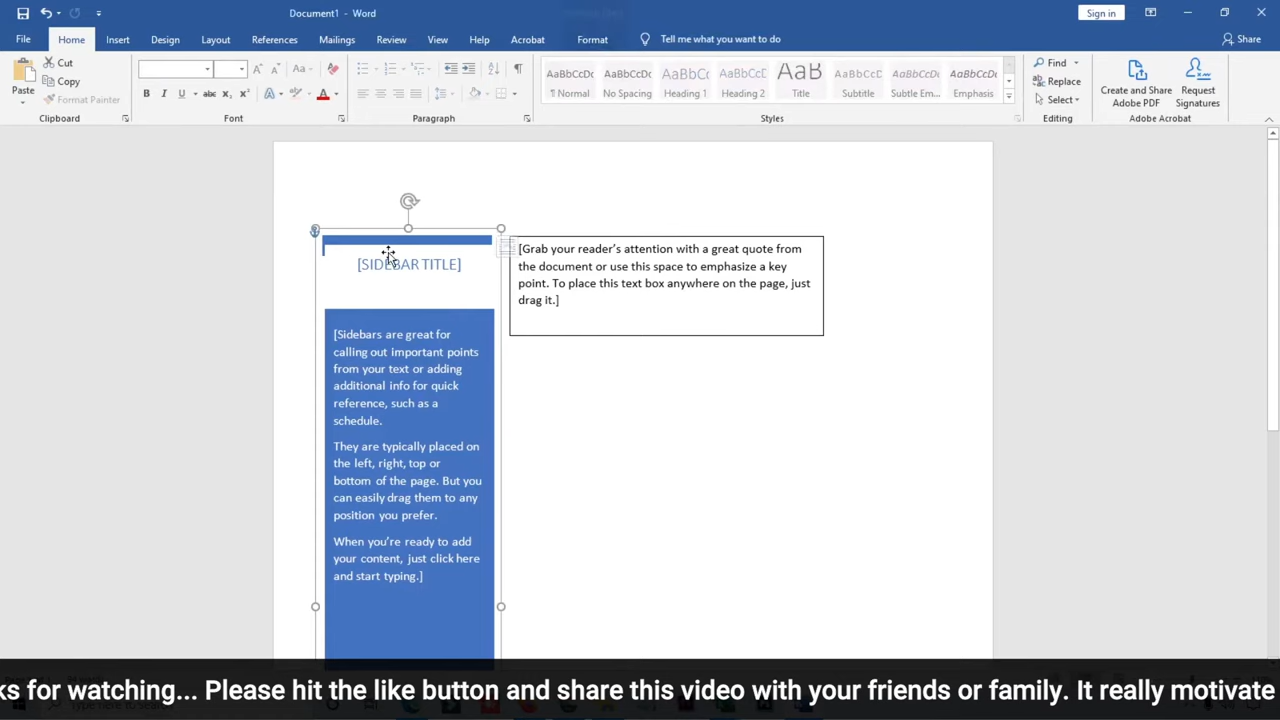 Document1 - Word
Sign in
File Home Insert Design Layout References Mailings Review View Help Acrobat Format Tell me what you want to do Share
Paste
Cut
Copy
Format Painter
Clipboard
Font
Paragraph
AaBbCcDc AaBbCcDc AaBbCc AaBbCcC AaB AaBbCcD AaBbCcDc AaBbCcDc
¶ Normal No Spacing Heading 1 Heading 2 Title Subtitle Subtle Em... Emphasis
Styles
Find
Replace
Select
Editing
Create and Share
Adobe PDF
Request
Signatures
Adobe Acrobat
[SIDEBAR TITLE]
[Sidebars are great for
calling out important points
from your text or adding
additional info for quick
reference, such as a
schedule.
They are typically placed on
the left, right, top or
bottom of the page. But you
can easily drag them to any
position you prefer.
When you're ready to add
your content, just click here
and start typing.]
[Grab your reader's attention with a great quote from
the document or use this space to emphasize a key
point. To place this text box anywhere on the page, just
drag it.]
ks for watching... Please hit the like button and share this video with your friends or family. It really motivate